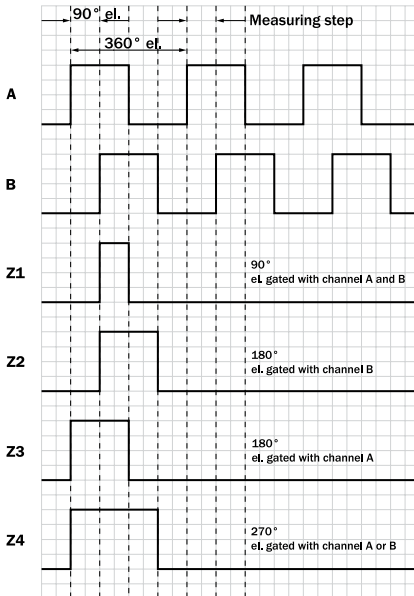 90° el.
Measuring step
360° el.
A
B
Z1
90°
el. gated with channel A and B
Z2
180°
el. gated with channel B
Z3
180°
el. gated with channel A
Z4
270°
el. gated with channel A or B